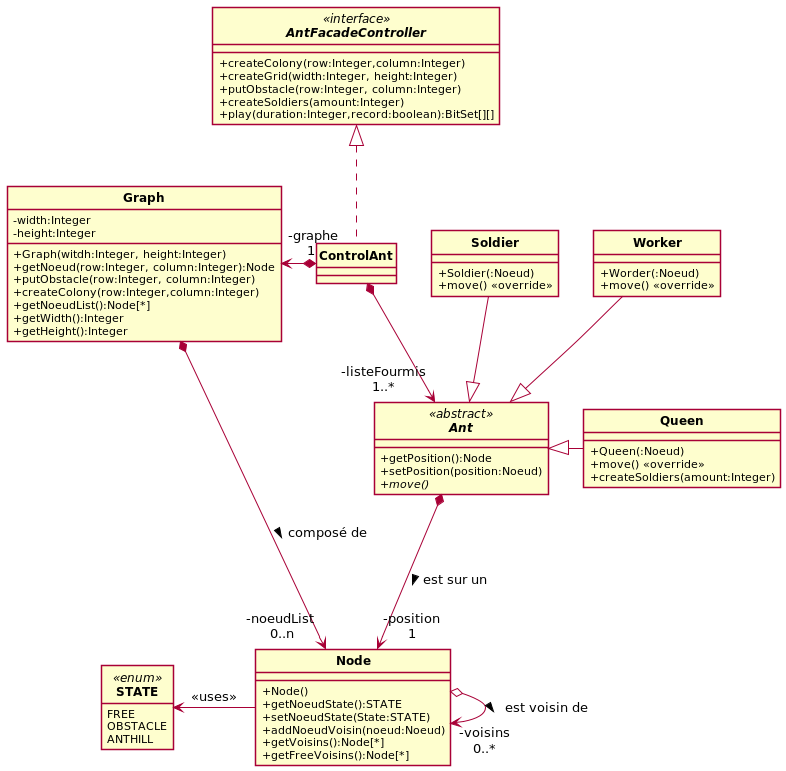 «interface»
AntFacadeController
+createColony(row:Integer,column:Integer)
+createGrid(width:Integer, height:Integer)
+putObstacle(row:Integer, column:Integer)
+createSoldiers(amount:Integer)
+play(duration:Integer,record:boolean):BitSet[][]
Graph
-width:Integer
-height:Integer
+Graph(witdh:Integer, height:Integer)
+getNoeud(row:Integer, column:Integer):Node
+putObstacle(row:Integer, column:Integer)
+createColony(row:Integer,column:Integer)
+getNoeudList():Node[*]
+getWidth():Integer
+getHeight():Integer
-graphe
1
ControlAnt
Soldier
+Soldier(:Noeud)
+move() «override»
Worker
+Worder(:Noeud)
+move() «override»
-listeFourmis
1..*
«abstract»
Ant
+getPosition():Node
+setPosition(position:Noeud)
+move()
Queen
+Queen(:Noeud)
+move() «override»
+createSoldiers(amount:Integer)
composé de
est sur un
-noeudList
0..n
-position
1
«enum»
STATE
FREE
OBSTACLE
ANTHILL
«uses»
Node
+Node()
+getNoeudState():STATE
+setNoeudState(State:STATE)
+addNoeudVoisin(noeud:Noeud)
+getVoisins():Node[*]
+getFreeVoisins():Node[*]
est voisin de
-voisins
0..*